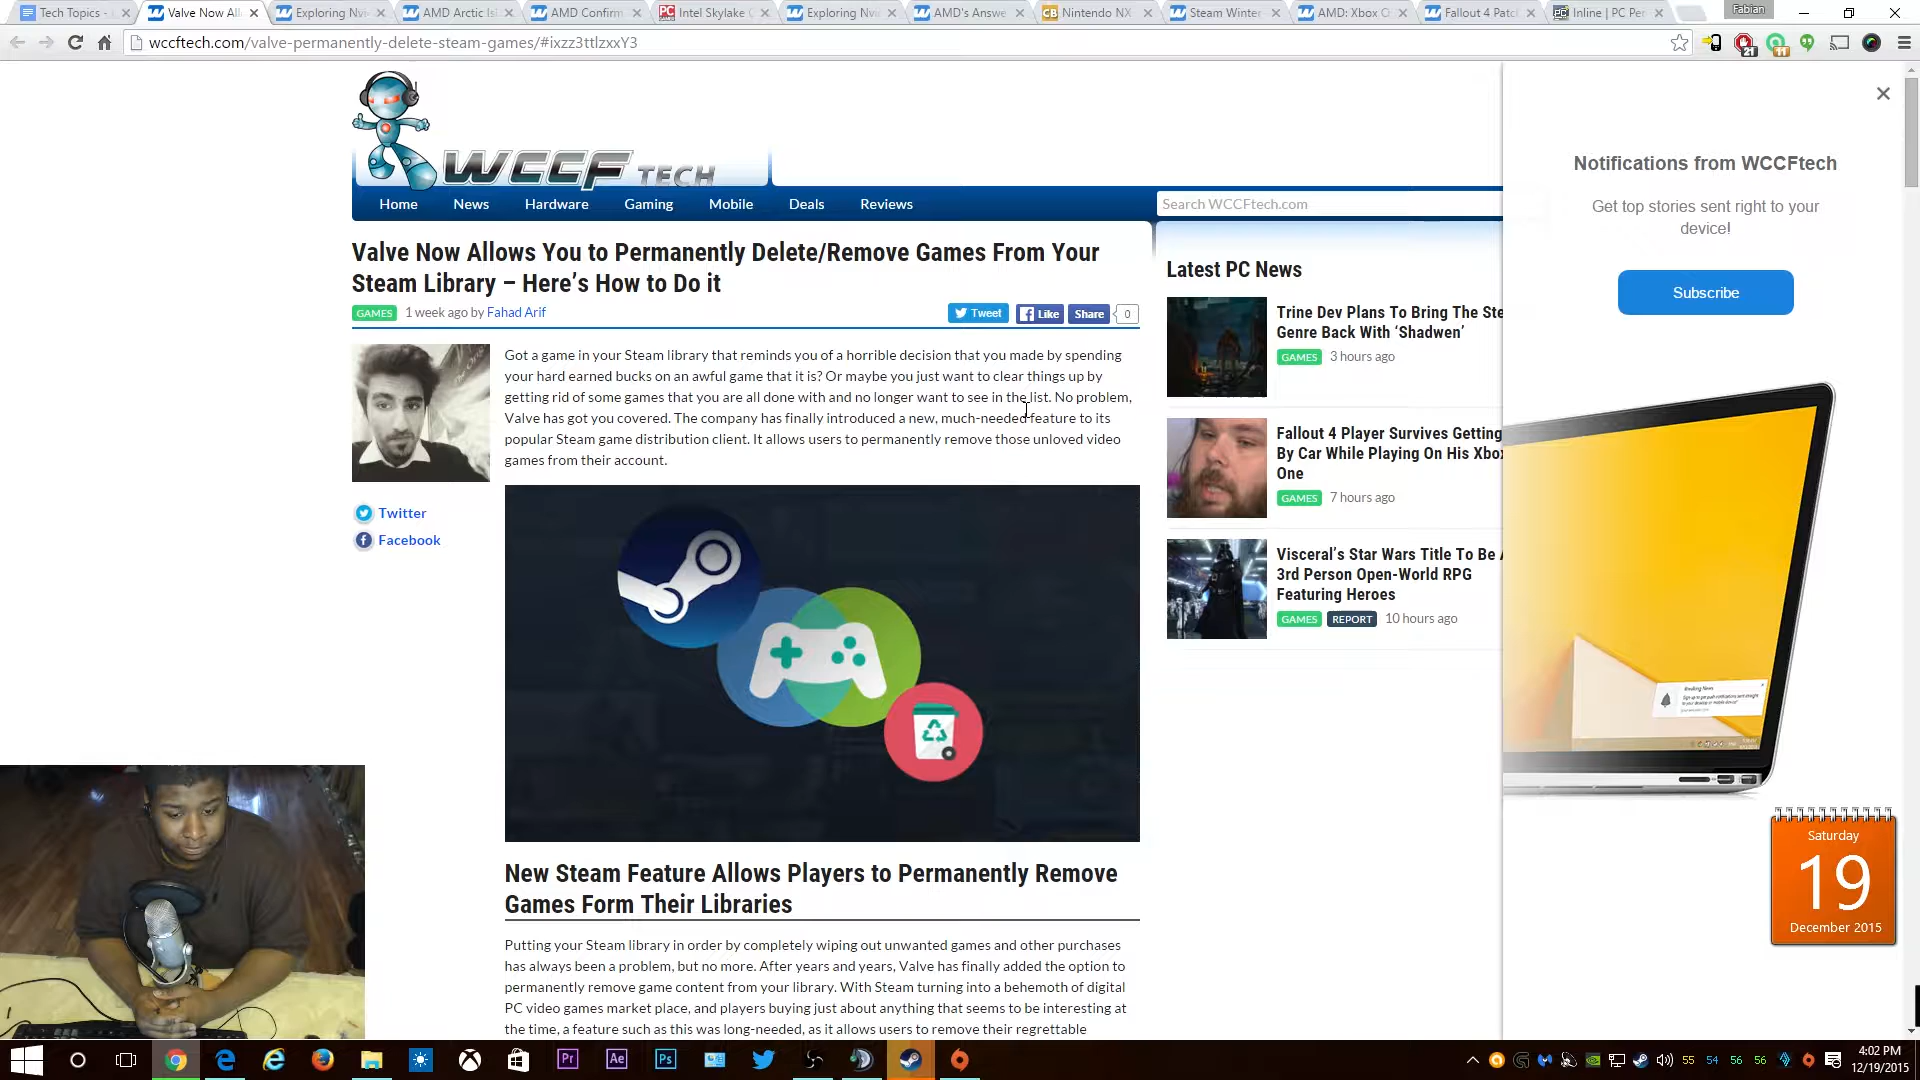 Tech Topics -
Valve Now All
Exploring Nvi
AMD Arctic Isl
AMD Confirm
Intel Skylake C
Exploring Nvi
AMD's Answe
Nintendo NX
Steam Winter
AMD: Xbox O
Fallout 4 Patc
Inline | PC Per
Fabian
wccftech.com/valve-permanently-delete-steam-games/#ixzz3ttlzxxY3
21
11
WCCF TECH
Home
News
Hardware
Gaming
Mobile
Deals
Reviews
Search WCCFtech.com
Valve Now Allows You to Permanently Delete/Remove Games From Your
Steam Library – Here's How to Do it
GAMES 1 week ago by Fahad Arif
Tweet
Like
Share
0
Got a game in your Steam library that reminds you of a horrible decision that you made by spending
your hard earned bucks on an awful game that it is? Or maybe you just want to clear things up by
getting rid of some games that you are all done with and no longer want to see in the list. No problem,
Valve has got you covered. The company has finally introduced a new, much-needed feature to its
popular Steam game distribution client. It allows users to permanently remove those unloved video
games from their account.
Twitter
Facebook
New Steam Feature Allows Players to Permanently Remove
Games Form Their Libraries
Putting your Steam library in order by completely wiping out unwanted games and other purchases
has always been a problem, but no more. After years and years, Valve has finally added the option to
permanently remove game content from your library. With Steam turning into a behemoth of digital
PC video games market place, and players buying just about anything that seems to be interesting at
the time, a feature such as this was long-needed, as it allows users to remove their regrettable
Latest PC News
Trine Dev Plans To Bring The Ste
Genre Back With 'Shadwen'
GAMES 3 hours ago
Fallout 4 Player Survives Getting
By Car While Playing On His Xbo
One
GAMES 7 hours ago
Visceral's Star Wars Title To Be A
3rd Person Open-World RPG
Featuring Heroes
GAMES REPORT 10 hours ago
Notifications from WCCFtech
Get top stories sent right to your
device!
Subscribe
Breaking News
Saturday
19
December 2015
Pr
Ae
Ps
55 54 56 56
4:02 PM
12/19/2015